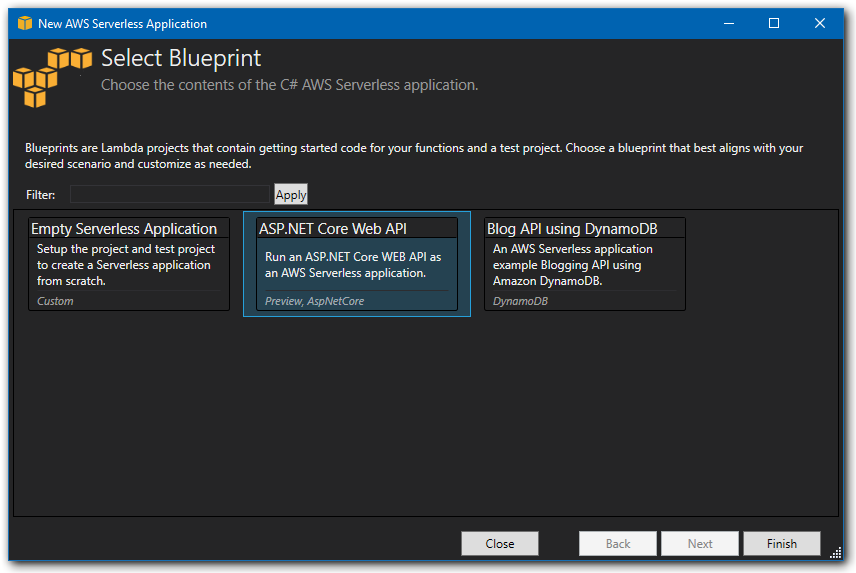 New AWS Serverless Application
Select Blueprint
Choose the contents of the C# AWS Serverless application.
Blueprints are Lambda projects that contain getting started code for your functions and a test project. Choose a blueprint that best aligns with your
desired scenario and customize as needed.
Filter:
Apply
Empty Serverless Application
Setup the project and test project
to create a Serverless application
from scratch.
Custom
ASP.NET Core Web API
Run an ASP.NET Core WEB API as
an AWS Serverless application.
Preview, AspNetCore
Blog API using DynamoDB
An AWS Serverless application
example Blogging API using
Amazon DynamoDB.
DynamoDB
Close
Back
Next
Finish